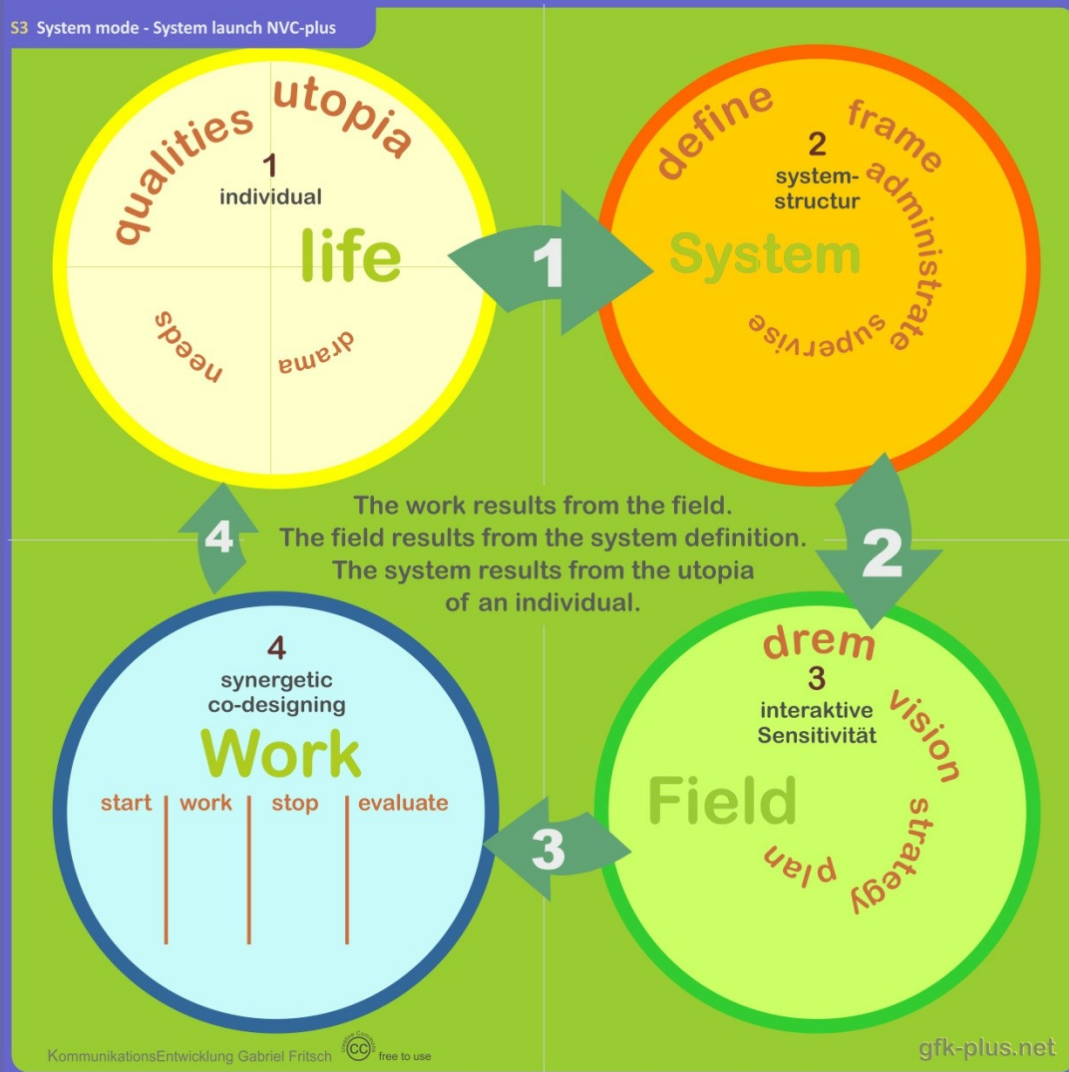 S3 System mode - System launch NVC-plus
qualities
utopia
1
individual
life
needs
drama
1
define
frame
2
system-
structur
administrate
System
supervise
2
The work results from the field.
The field results from the system definition.
The system results from the utopia
of an individual.
drem
3
interaktive
Sensitivität
vision
Field
strategy
plan
3
4
synergetic
co-designing
Work
start work stop evaluate
4
KommunikationsEntwicklung Gabriel Fritsch
creative commons
CC
free to use
gfk-plus.net